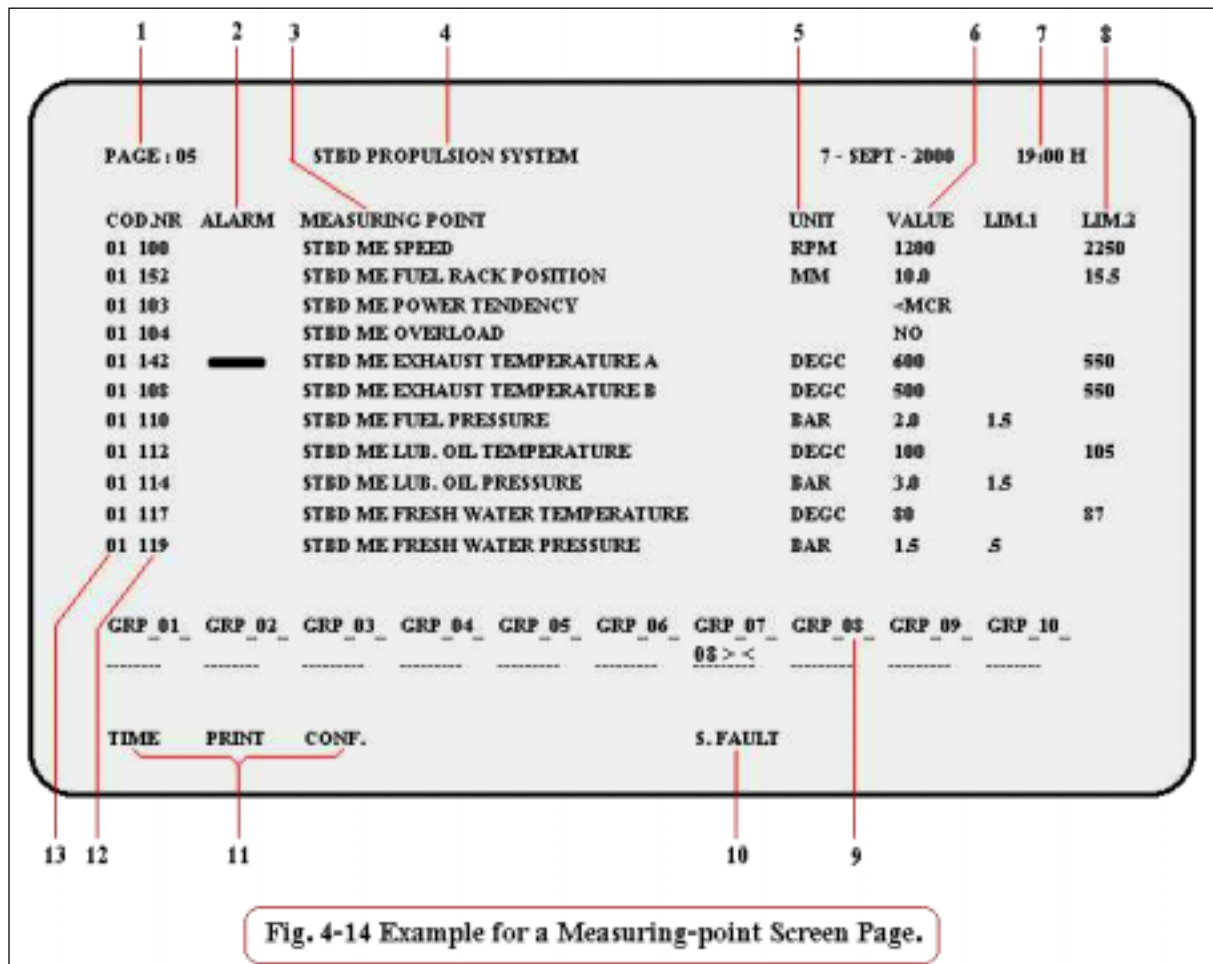 1 2 3 4 5 6 7 8
PAGE : 05 STBD PROPULSION SYSTEM 7 - SEPT - 2000 19:00 H
COD.NR ALARM MEASURING POINT UNIT VALUE LIM.1 LIM.2
01 100 STBD ME SPEED RPM 1200 2250
01 152 STBD ME FUEL RACK POSITION MM 10.0 15.5
01 103 STBD ME POWER TENDENCY <MCR
01 104 STBD ME OVERLOAD NO
01 142 STBD ME EXHAUST TEMPERATURE A DEGC 600 550
01 108 STBD ME EXHAUST TEMPERATURE B DEGC 500 550
01 110 STBD ME FUEL PRESSURE BAR 2.0 1.5
01 112 STBD ME LUB. OIL TEMPERATURE DEGC 100 105
01 114 STBD ME LUB. OIL PRESSURE BAR 3.0 1.5
01 117 STBD ME FRESH WATER TEMPERATURE DEGC 80 87
01 119 STBD ME FRESH WATER PRESSURE BAR 1.5 .5
GRP_01_ GRP_02_ GRP_03_ GRP_04_ GRP_05_ GRP_06_ GRP_07_ GRP_08_ GRP_09_ GRP_10_
-------- -------- -------- -------- -------- -------- 08 > < -------- -------- --------
TIME PRINT CONF. S. FAULT
13 12 11 10 9
Fig. 4-14 Example for a Measuring-point Screen Page.